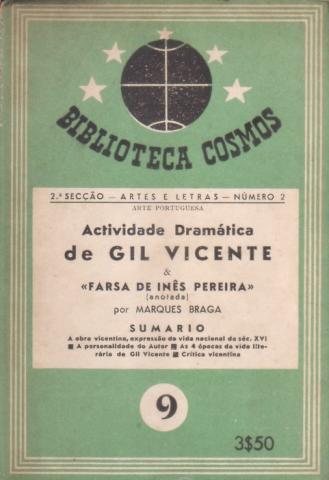 BIBLIOTECA COSMOS
2.ª SECÇÃO — ARTES E LETRAS — NÚMERO 2
ARTE PORTUGUESA
Actividade Dramática
de GIL VICENTE
&
«FARSA DE INÊS PEREIRA»
(anotada)
por MARQUES BRAGA
SUMARIO
A obra vicentina, expressão da vida nacional do séc. XVI
■ A personalidade do Autor ■ As 4 épocas da vida lite-
rária de Gil Vicente ■ Crítica vicentina
9
3$50